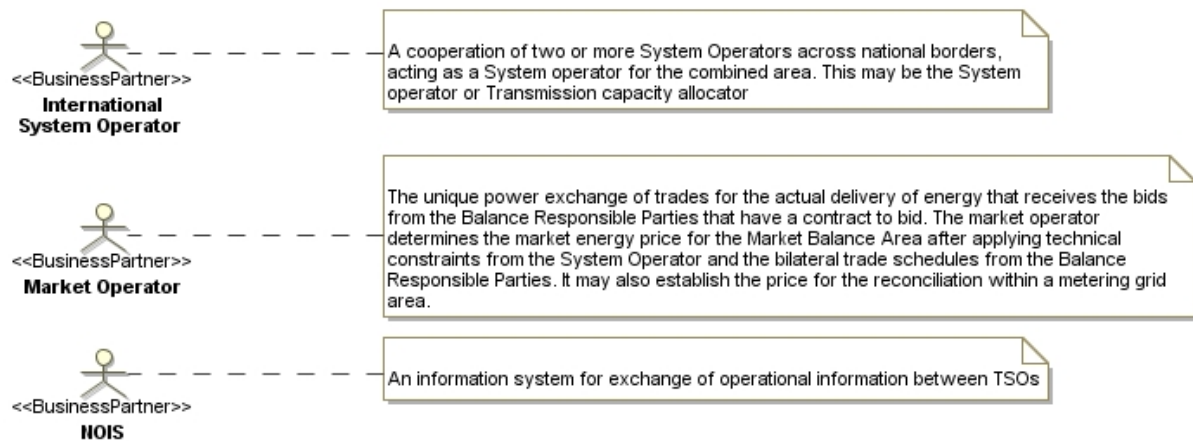 <<BusinessPartner>>
International
System Operator
A cooperation of two or more System Operators across national borders,
acting as a System operator for the combined area. This may be the System
operator or Transmission capacity allocator
<<BusinessPartner>>
Market Operator
The unique power exchange of trades for the actual delivery of energy that receives the bids
from the Balance Responsible Parties that have a contract to bid. The market operator
determines the market energy price for the Market Balance Area after applying technical
constraints from the System Operator and the bilateral trade schedules from the Balance
Responsible Parties. It may also establish the price for the reconciliation within a metering grid
area.
<<BusinessPartner>>
NOIS
An information system for exchange of operational information between TSOs